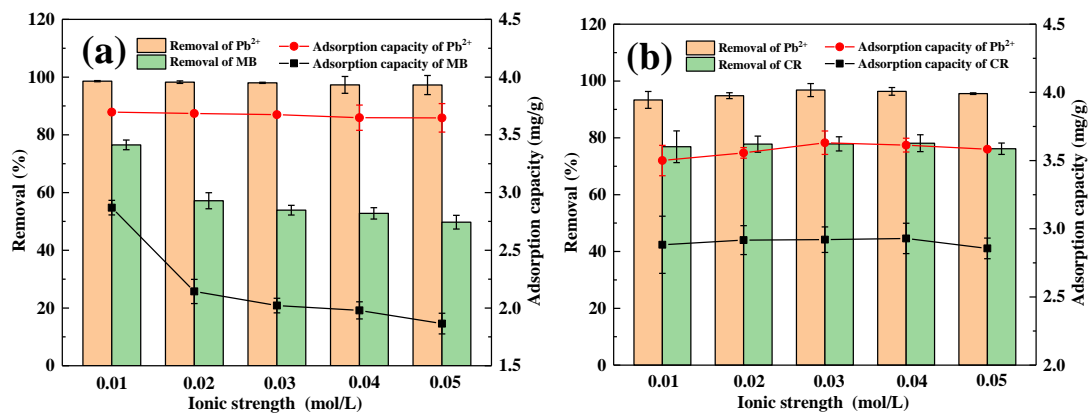 (a)
Removal of Pb²⁺
Removal of MB
Adsorption capacity of Pb²⁺
Adsorption capacity of MB
120
100
80
60
40
20
0
Removal (%)
4.5
4.0
3.5
3.0
2.5
2.0
1.5
Adsorption capacity (mg/g)
0.01 0.02 0.03 0.04 0.05
Ionic strength (mol/L)
(b)
Removal of Pb²⁺
Removal of CR
Adsorption capacity of Pb²⁺
Adsorption capacity of CR
120
100
80
60
40
20
0
Removal (%)
4.5
4.0
3.5
3.0
2.5
2.0
Adsorption capacity (mg/g)
0.01 0.02 0.03 0.04 0.05
Ionic strength (mol/L)